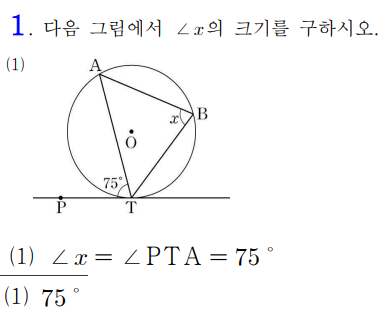 1. 다음 그림에서 ∠x의 크기를 구하시오.
(1)
A
B
x
O
75°
P
T
(1) ∠x = ∠PTA = 75°
(1) 75°